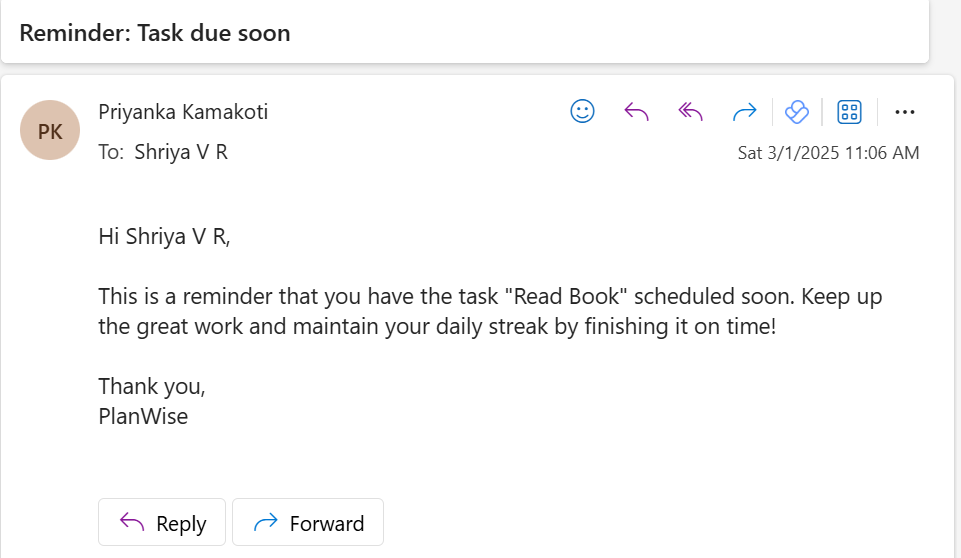 Reminder: Task due soon
PK
Priyanka Kamakoti
To: Shriya V R
Sat 3/1/2025 11:06 AM
Hi Shriya V R,
This is a reminder that you have the task "Read Book" scheduled soon. Keep up
the great work and maintain your daily streak by finishing it on time!
Thank you,
PlanWise
Reply
Forward